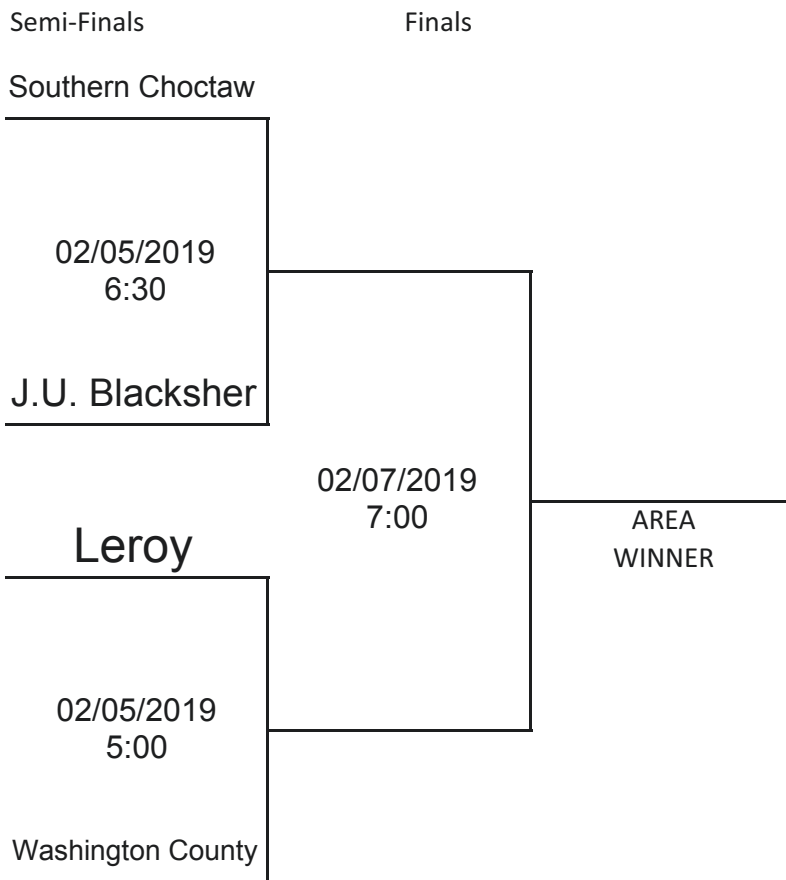 Semi-Finals
Finals
Southern Choctaw
02/05/2019
6:30
J.U. Blacksher
02/07/2019
7:00
AREA
WINNER
Leroy
02/05/2019
5:00
Washington County